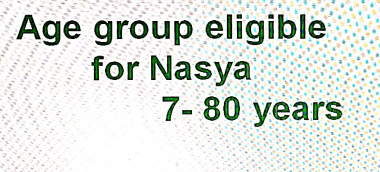 Age group eligible
for Nasya
7- 80 years